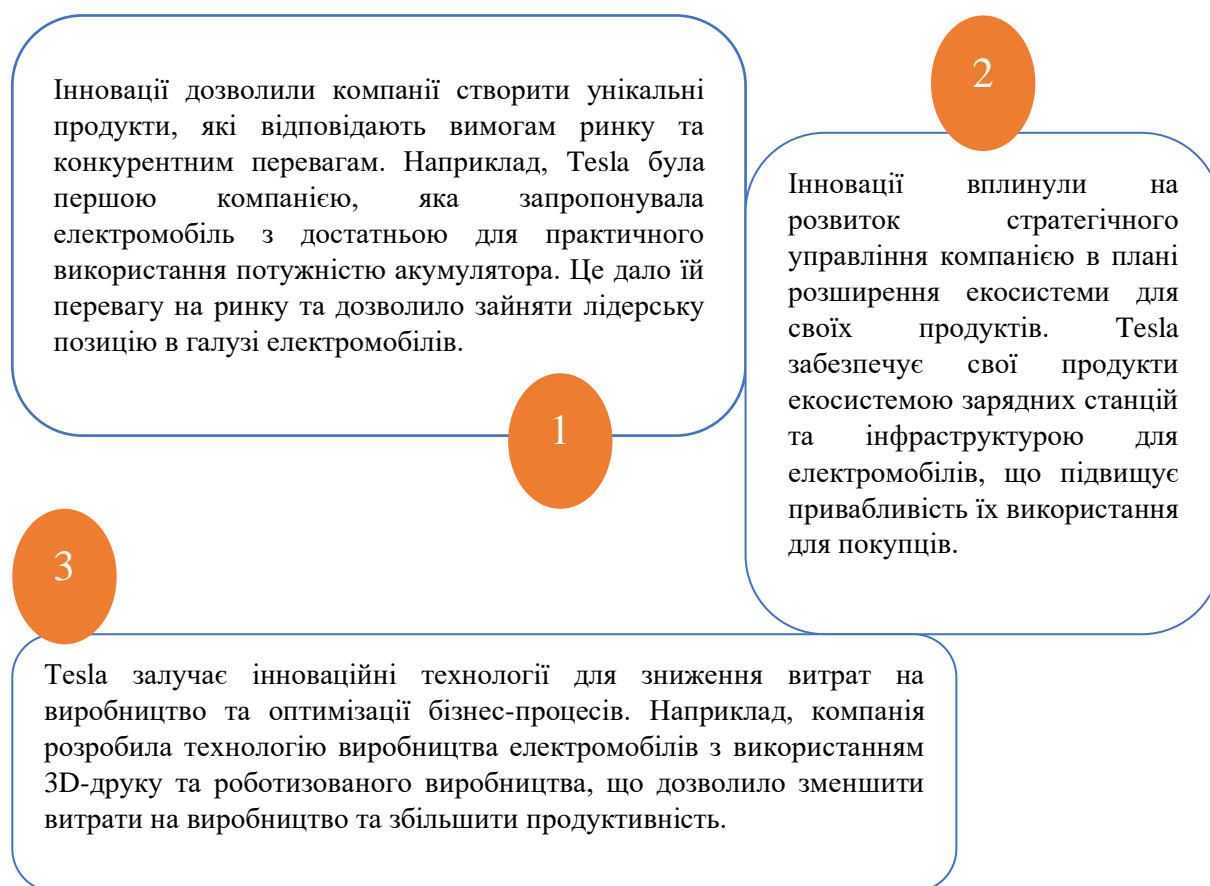 Інновації дозволили компанії створити унікальні
продукти, які відповідають вимогам ринку та
конкурентним перевагам. Наприклад, Tesla була
першою компанією, яка запропонувала
електромобіль з достатньою для практичного
використання потужністю акумулятора. Це дало їй
перевагу на ринку та дозволило зайняти лідерську
позицію в галузі електромобілів.
1
2
Інновації вплинули на
розвиток стратегічного
управління компанією в плані
розширення екосистеми для
своїх продуктів. Tesla
забезпечує свої продукти
екосистемою зарядних станцій
та інфраструктурою для
електромобілів, що підвищує
привабливість їх використання
для покупців.
3
Tesla залучає інноваційні технології для зниження витрат на
виробництво та оптимізації бізнес-процесів. Наприклад, компанія
розробила технологію виробництва електромобілів з використанням
3D-друку та роботизованого виробництва, що дозволило зменшити
витрати на виробництво та збільшити продуктивність.